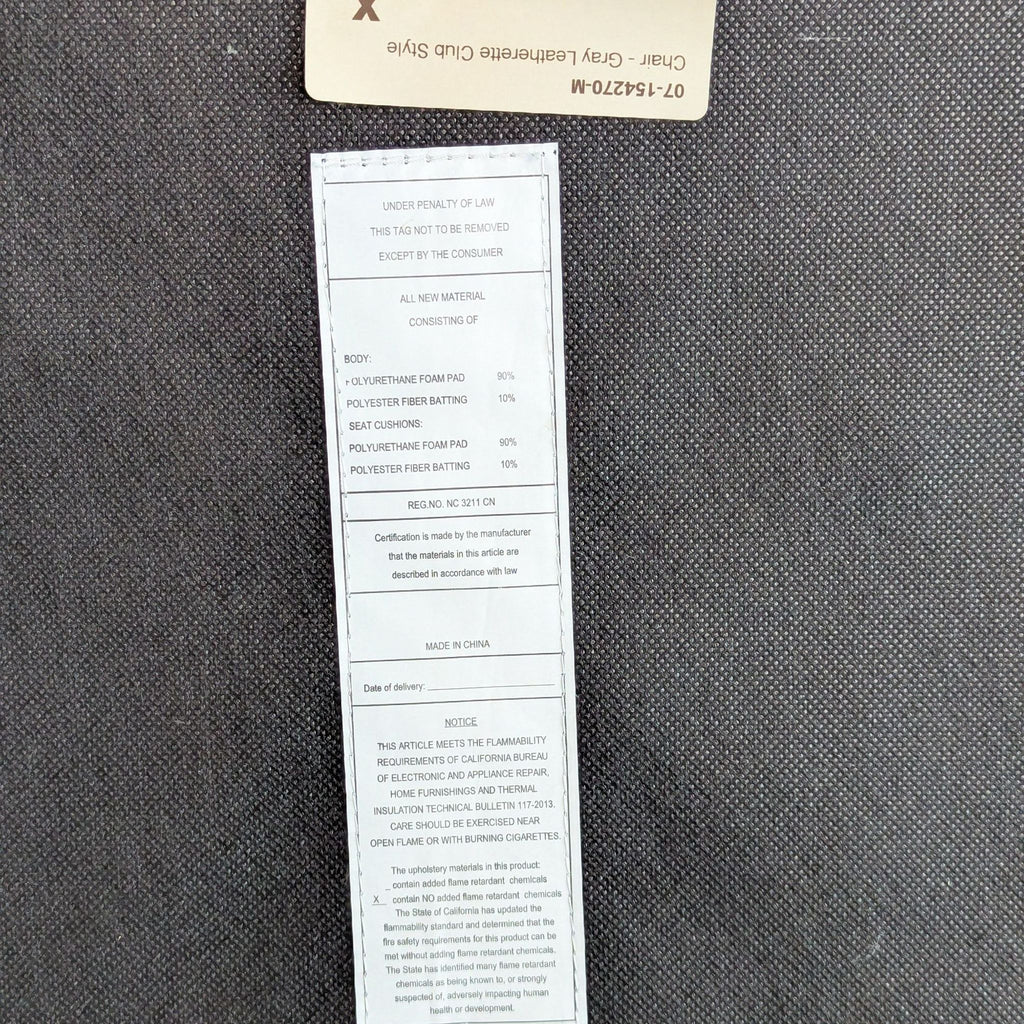 X
Chair - Gray Leatherette Club Style
07-154270-M
UNDER PENALTY OF LAW
THIS TAG NOT TO BE REMOVED
EXCEPT BY THE CONSUMER
ALL NEW MATERIAL
CONSISTING OF
BODY:
POLYURETHANE FOAM PAD 90%
POLYESTER FIBER BATTING 10%
SEAT CUSHIONS:
POLYURETHANE FOAM PAD 90%
POLYESTER FIBER BATTING 10%
REG.NO. NC 3211 CN
Certification is made by the manufacturer
that the materials in this article are
described in accordance with law
MADE IN CHINA
Date of delivery:
NOTICE
THIS ARTICLE MEETS THE FLAMMABILITY
REQUIREMENTS OF CALIFORNIA BUREAU
OF ELECTRONIC AND APPLIANCE REPAIR,
HOME FURNISHINGS AND THERMAL
INSULATION TECHNICAL BULLETIN 117-2013.
CARE SHOULD BE EXERCISED NEAR
OPEN FLAME OR WITH BURNING CIGARETTES.
The upholstery materials in this product:
_ contain added flame retardant chemicals
X contain NO added flame retardant chemicals
The State of California has updated the
flammability standard and determined that the
fire safety requirements for this product can be
met without adding flame retardant chemicals.
The State has identified many flame retardant
chemicals as being known to, or strongly
suspected of, adversely impacting human
health or development.